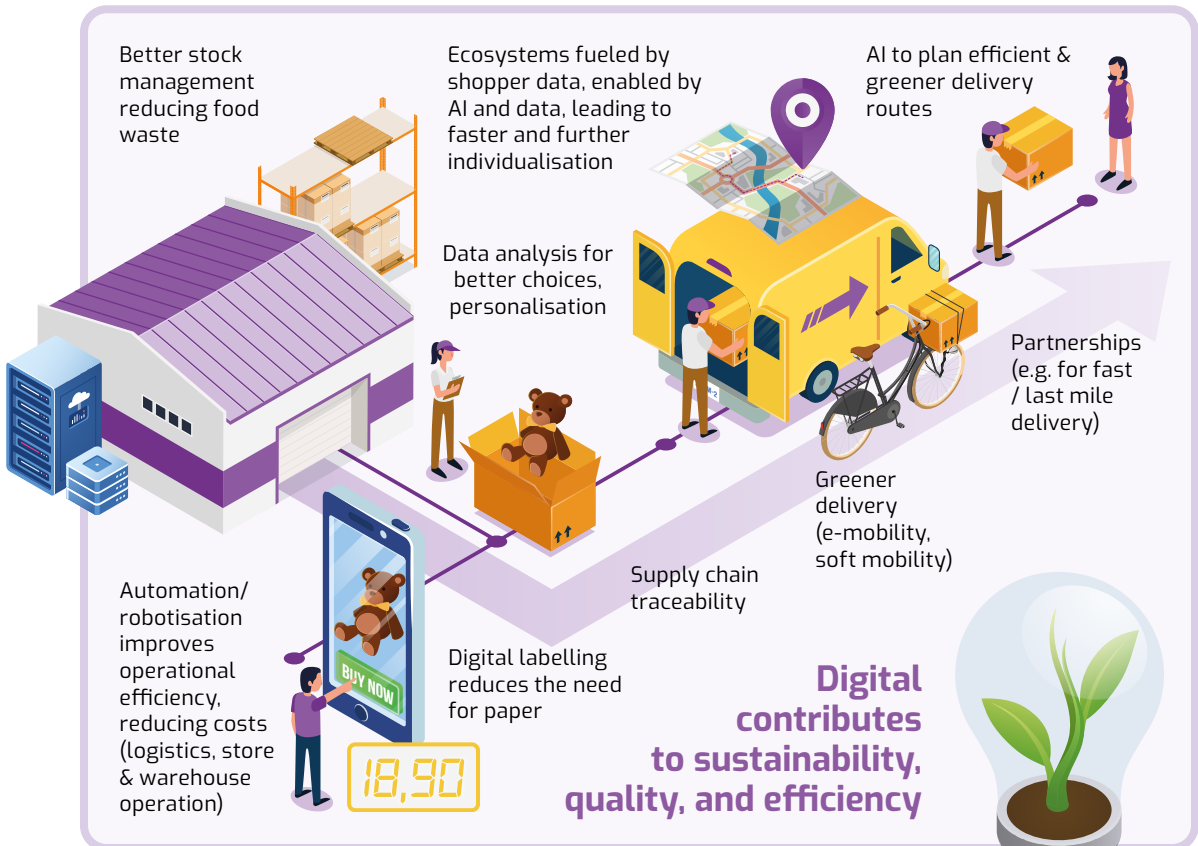 Better stock
management
reducing food
waste
Ecosystems fueled by
shopper data, enabled by
AI and data, leading to
faster and further
individualisation
AI to plan efficient &
greener delivery
routes
Data analysis for
better choices,
personalisation
Partnerships
(e.g. for fast
/ last mile
delivery)
Greener
delivery
(e-mobility,
soft mobility)
Supply chain
traceability
Automation/
robotisation
improves
operational
efficiency,
reducing costs
(logistics, store
& warehouse
operation)
BUY NOW
18,90
Digital labelling
reduces the need
for paper
Digital
contributes
to sustainability,
quality, and efficiency